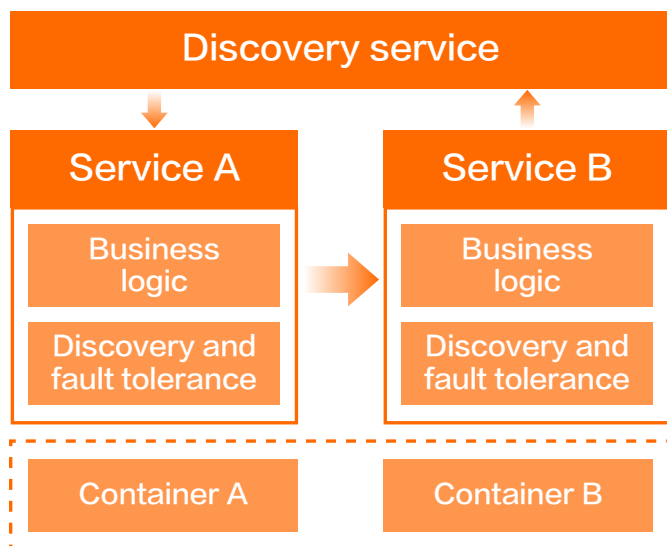 Discovery service
Service A
Service B
Business
logic
Business
logic
Discovery and
fault tolerance
Discovery and
fault tolerance
Container A
Container B